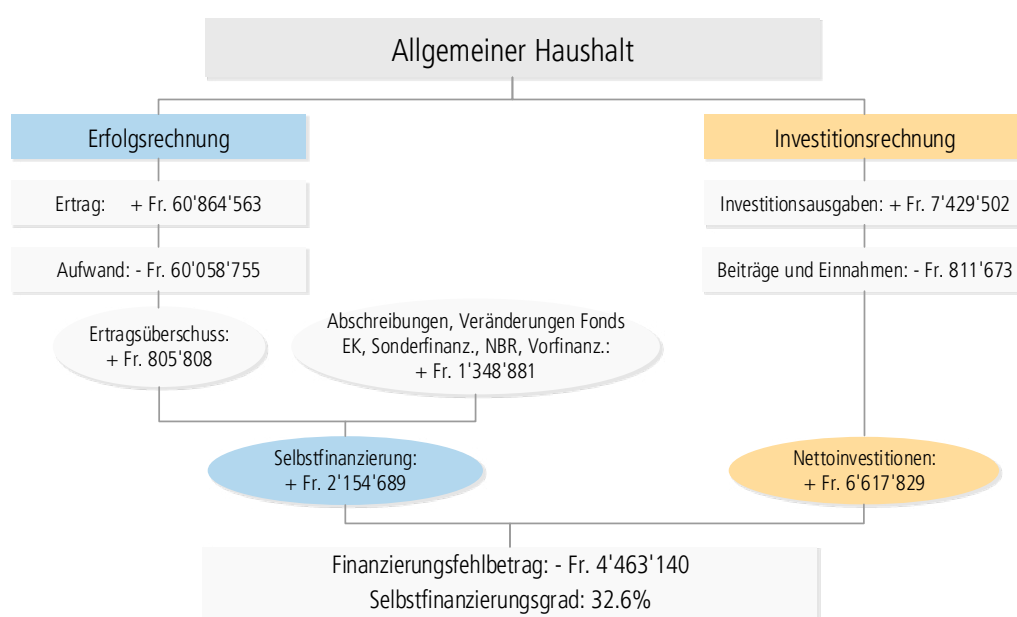 Allgemeiner Haushalt
Erfolgsrechnung
Ertrag: + Fr. 60'864'563
Aufwand: - Fr. 60'058'755
Ertragsüberschuss:
+ Fr. 805'808
Abschreibungen, Veränderungen Fonds
EK, Sonderfinanz., NBR, Vorfinanz.:
+ Fr. 1'348'881
Selbstfinanzierung:
+ Fr. 2'154'689
Investitionsrechnung
Investitionsausgaben: + Fr. 7'429'502
Beiträge und Einnahmen: - Fr. 811'673
Nettoinvestitionen:
+ Fr. 6'617'829
Finanzierungsfehlbetrag: - Fr. 4'463'140
Selbstfinanzierungsgrad: 32.6%